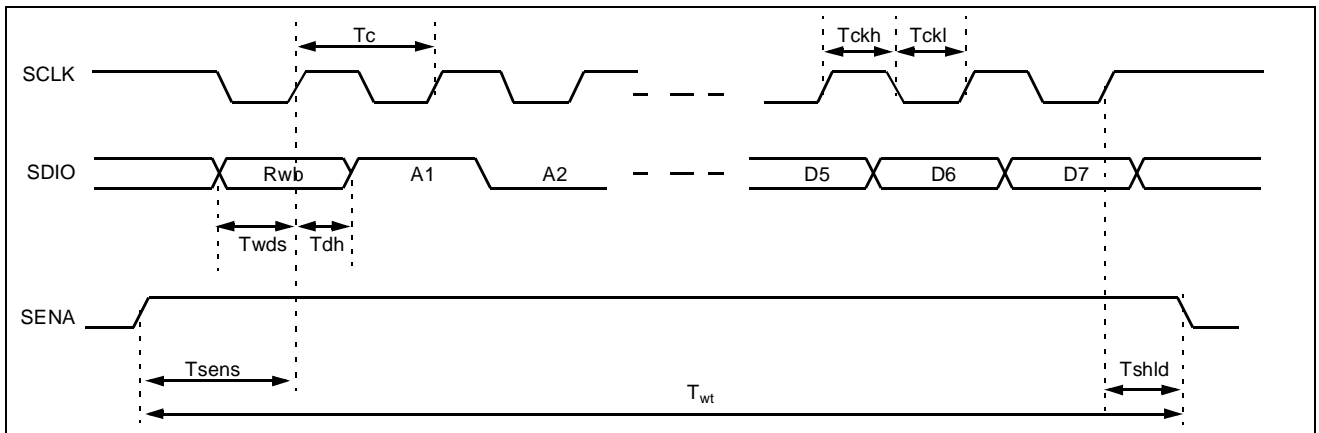 Tc
Tckh Tckl
SCLK
SDIO Rwb A1 A2 D5 D6 D7
Twds Tdh
SENA
Tsens Tshld
Twt